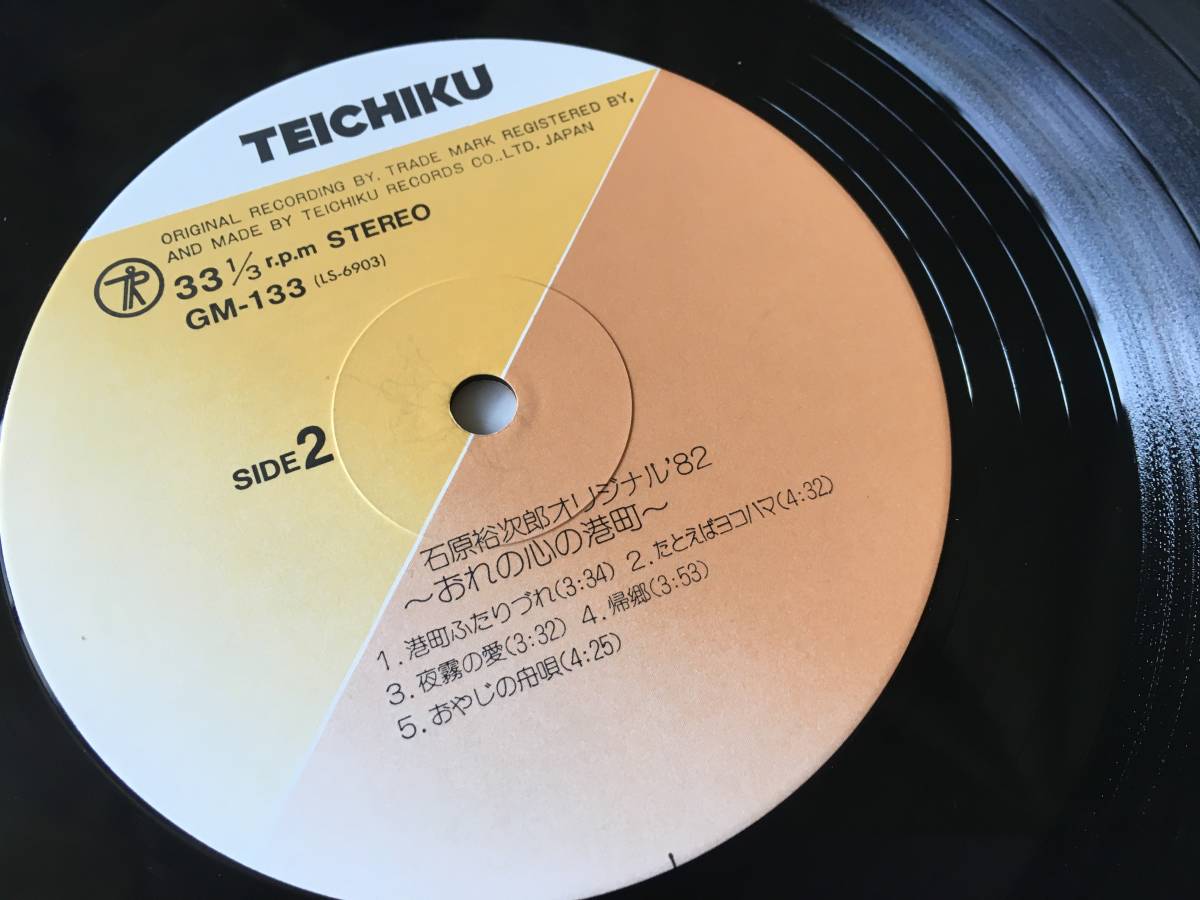 TEICHIKU
ORIGINAL RECORDING BY, TRADE MARK REGISTERED BY,
AND MADE BY TEICHIKU RECORDS CO.,LTD. JAPAN
33 1/3 r.p.m STEREO
GM-133 (LS-6903)
SIDE 2
石原裕次郎オリジナル'82
～おれの心の港町～
1. 港町ふたりづれ(3:34) 2. たとえばヨコハマ(4:32)
3. 夜霧の愛(3:32) 4. 帰郷(3:53)
5. おやじの舟唄(4:25)